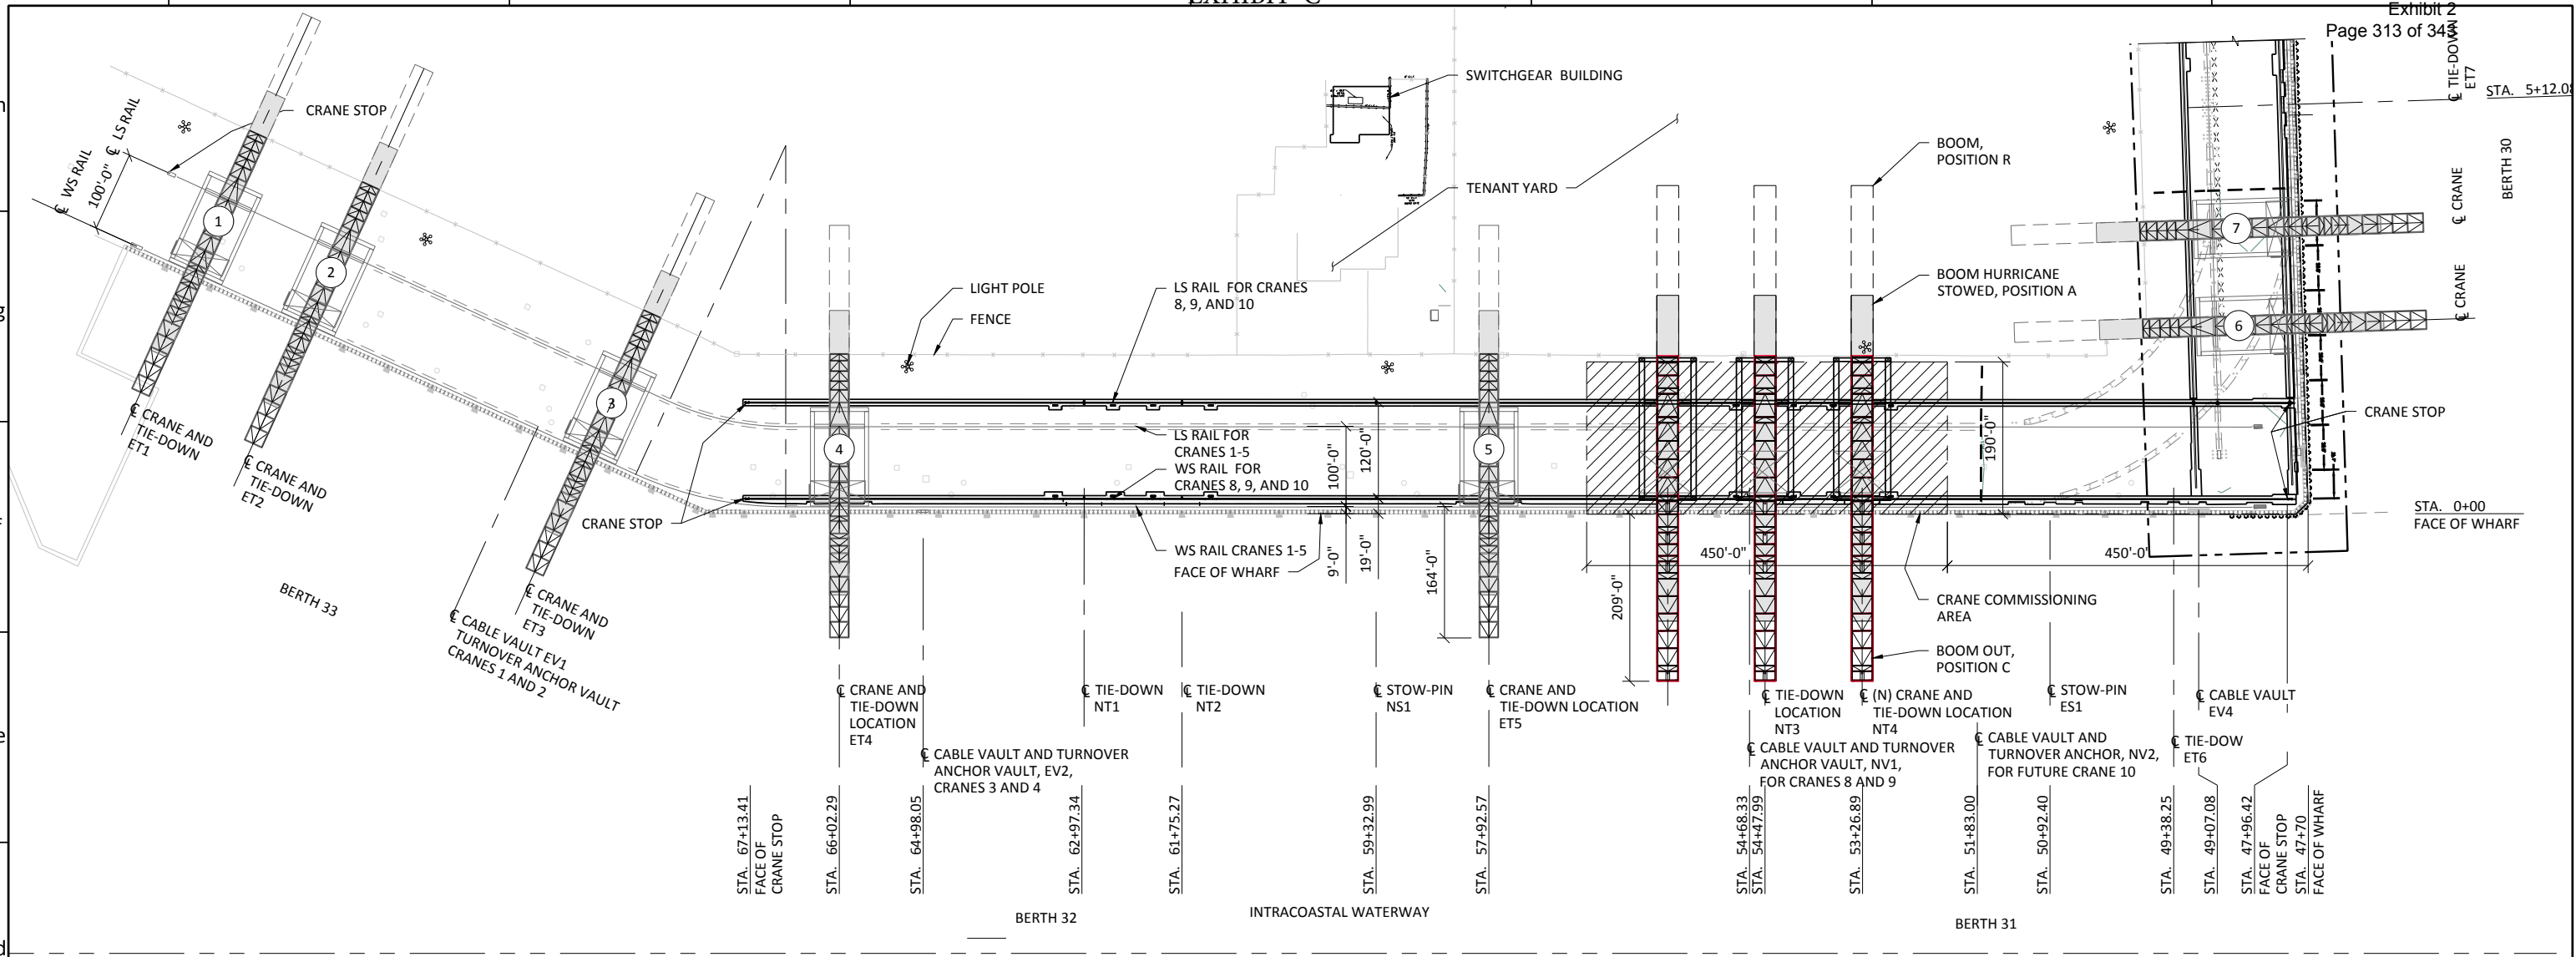 EXHIBIT C
Exhibit 2
Page 313 of 343
℄ WS RAIL
100'-0"
℄ LS RAIL
CRANE STOP
1
2
3
4
5
6
7
℄ CRANE AND
TIE-DOWN
ET1
℄ CRANE AND
TIE-DOWN
ET2
℄ CRANE AND
TIE-DOWN
ET3
BERTH 33
℄ CABLE VAULT EV1
TURNOVER ANCHOR VAULT
CRANES 1 AND 2
SWITCHGEAR BUILDING
TENANT YARD
LIGHT POLE
FENCE
LS RAIL FOR CRANES
8, 9, AND 10
LS RAIL FOR
CRANES 1-5
WS RAIL FOR
CRANES 8, 9, AND 10
CRANE STOP
WS RAIL CRANES 1-5
FACE OF WHARF
100'-0"
120'-0"
9'-0"
19'-0"
164'-0"
209'-0"
450'-0"
190'-0"
450'-0"
BOOM,
POSITION R
BOOM HURRICANE
STOWED, POSITION A
CRANE COMMISSIONING
AREA
BOOM OUT,
POSITION C
℄ TIE-DOWN
ET7
STA. 5+12.08
BERTH 30
℄ CRANE
℄ CRANE
CRANE STOP
STA. 0+00
FACE OF WHARF
℄ CRANE AND
TIE-DOWN
LOCATION
ET4
℄ CABLE VAULT AND TURNOVER
ANCHOR VAULT, EV2,
CRANES 3 AND 4
℄ TIE-DOWN
NT1
℄ TIE-DOWN
NT2
℄ STOW-PIN
NS1
℄ CRANE AND
TIE-DOWN LOCATION
ET5
℄ TIE-DOWN
LOCATION
NT3
℄ (N) CRANE AND
TIE-DOWN LOCATION
NT4
℄ CABLE VAULT AND TURNOVER
ANCHOR VAULT, NV1,
FOR CRANES 8 AND 9
℄ STOW-PIN
ES1
℄ CABLE VAULT AND
TURNOVER ANCHOR, NV2,
FOR FUTURE CRANE 10
℄ CABLE VAULT
EV4
℄ TIE-DOW
ET6
STA. 67+13.41
FACE OF
CRANE STOP
STA. 66+02.29
STA. 64+98.05
STA. 62+97.34
STA. 61+75.27
STA. 59+32.99
STA. 57+92.57
STA. 54+68.33
STA. 54+47.99
STA. 53+26.89
STA. 51+83.00
STA. 50+92.40
STA. 49+38.25
STA. 49+07.08
STA. 47+96.42
FACE OF
CRANE STOP
STA. 47+70
FACE OF WHARF
BERTH 32
INTRACOASTAL WATERWAY
BERTH 31